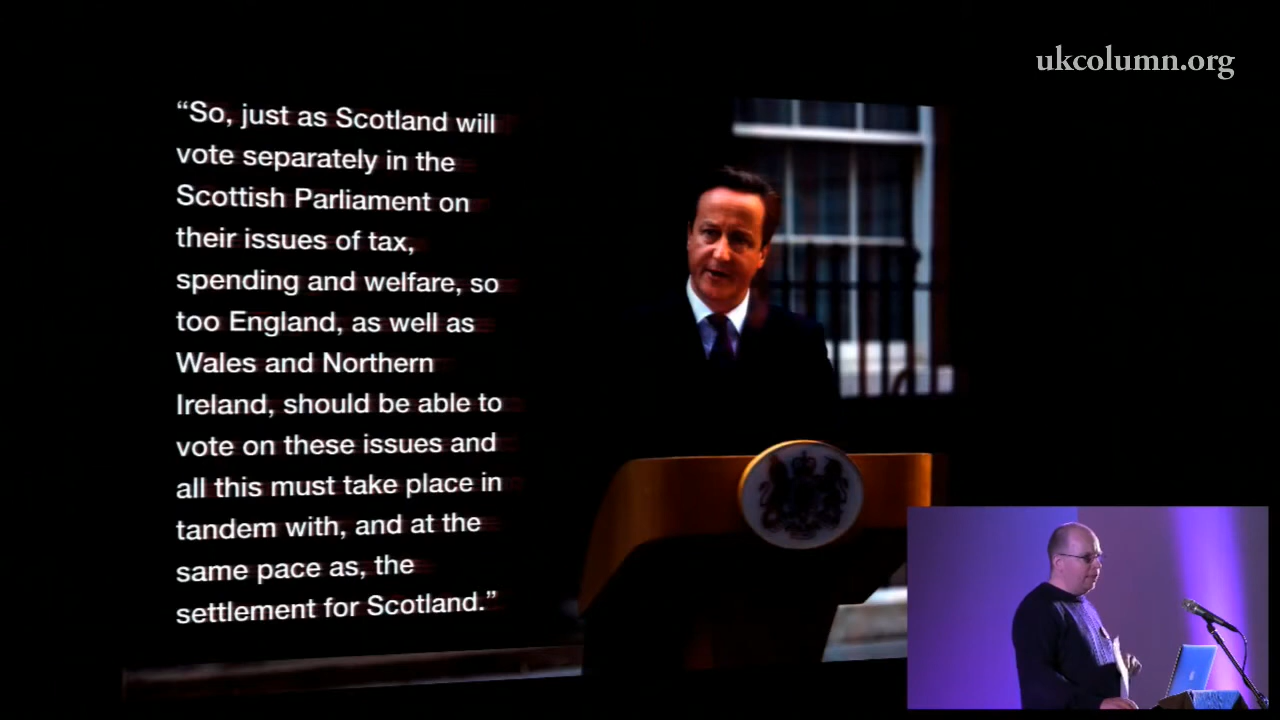 ukcolumn.org
“So, just as Scotland will
vote separately in the
Scottish Parliament on
their issues of tax,
spending and welfare, so
too England, as well as
Wales and Northern
Ireland, should be able to
vote on these issues and
all this must take place in
tandem with, and at the
same pace as, the
settlement for Scotland.”